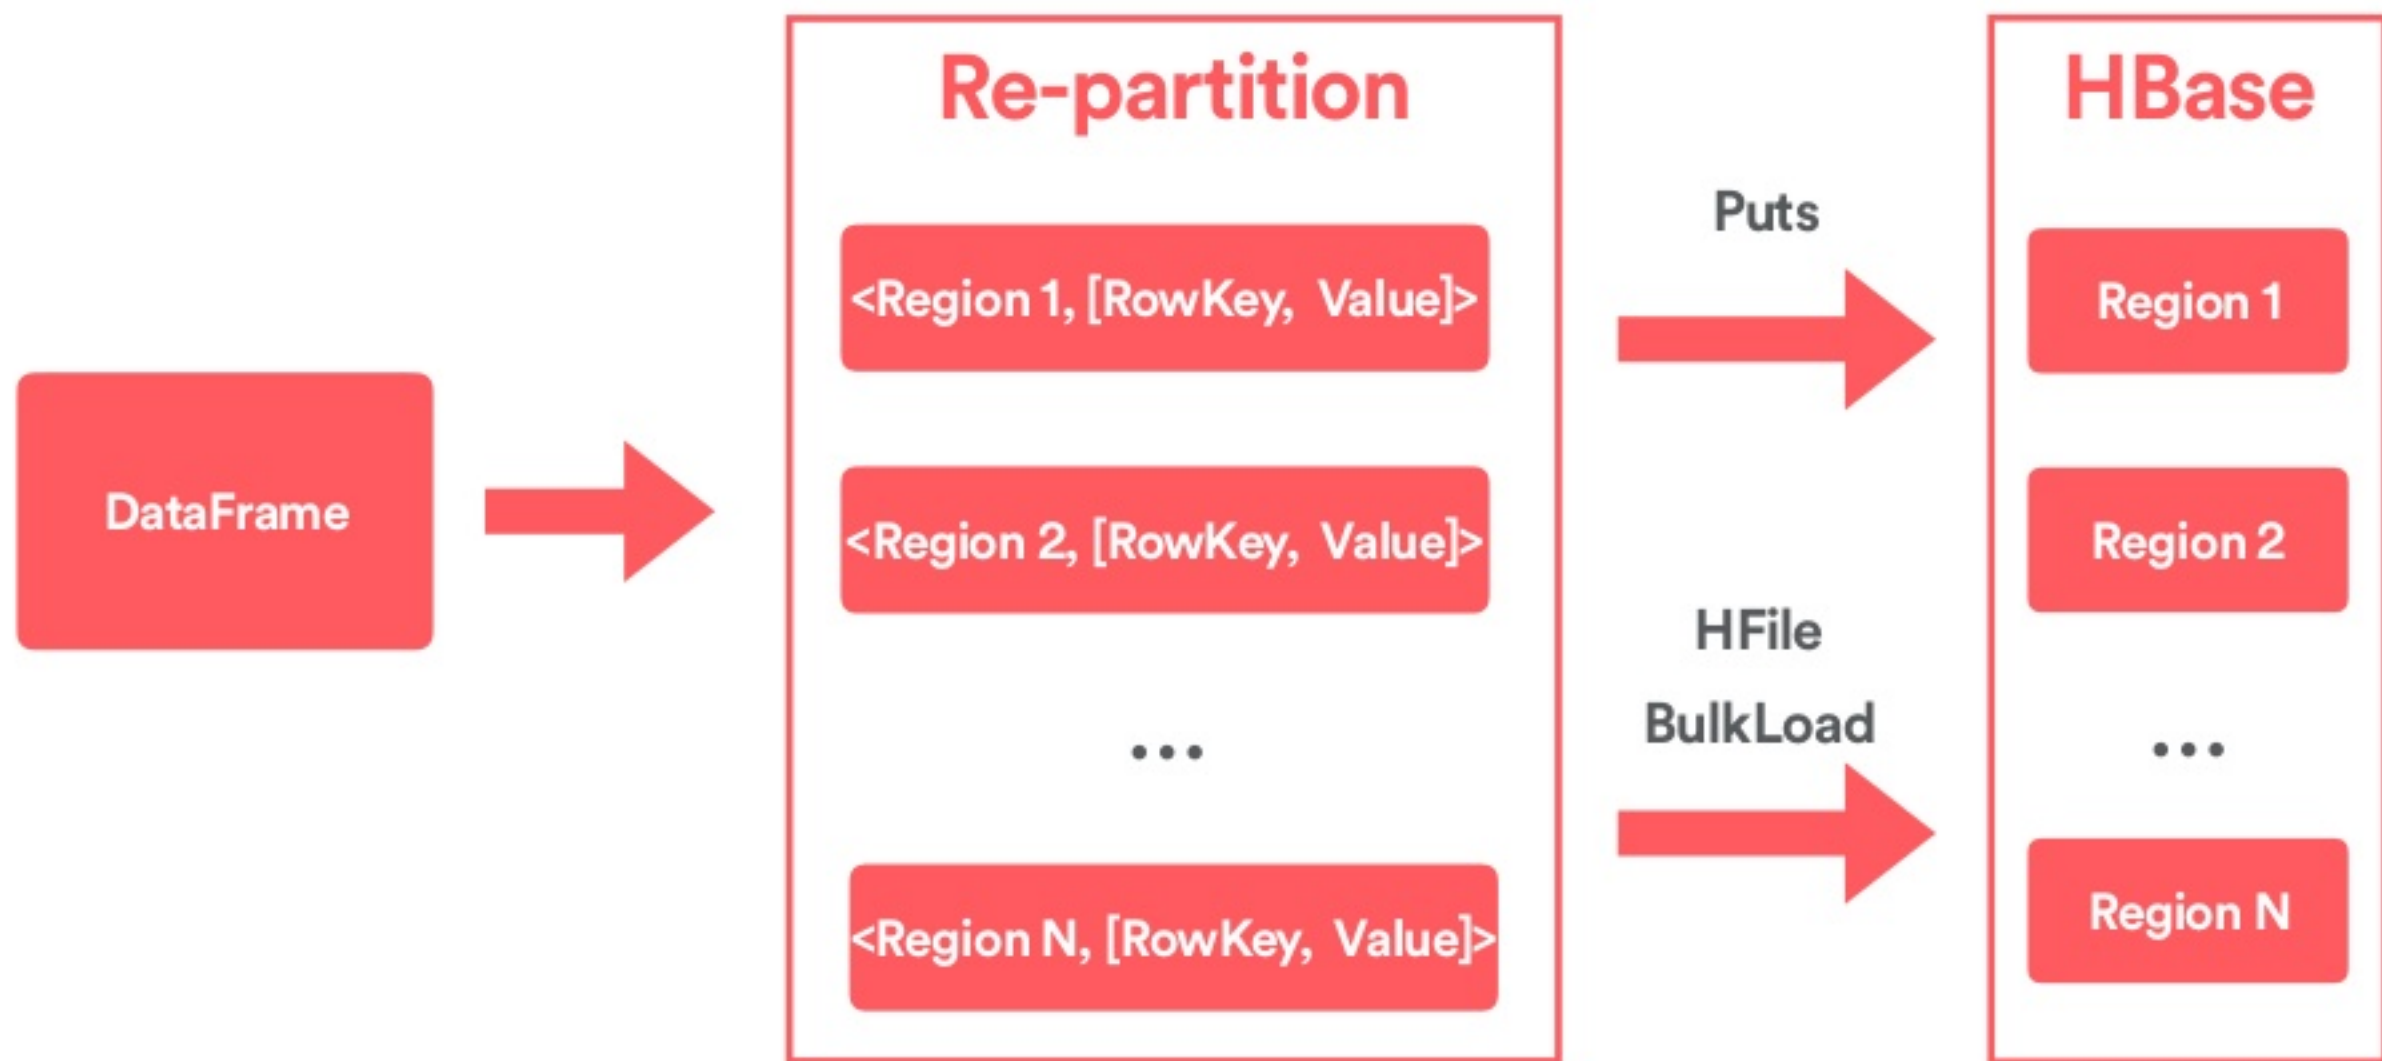 DataFrame
Re-partition
<Region 1, [RowKey, Value]>
<Region 2, [RowKey, Value]>
...
<Region N, [RowKey, Value]>
Puts
HFile
BulkLoad
HBase
Region 1
Region 2
...
Region N